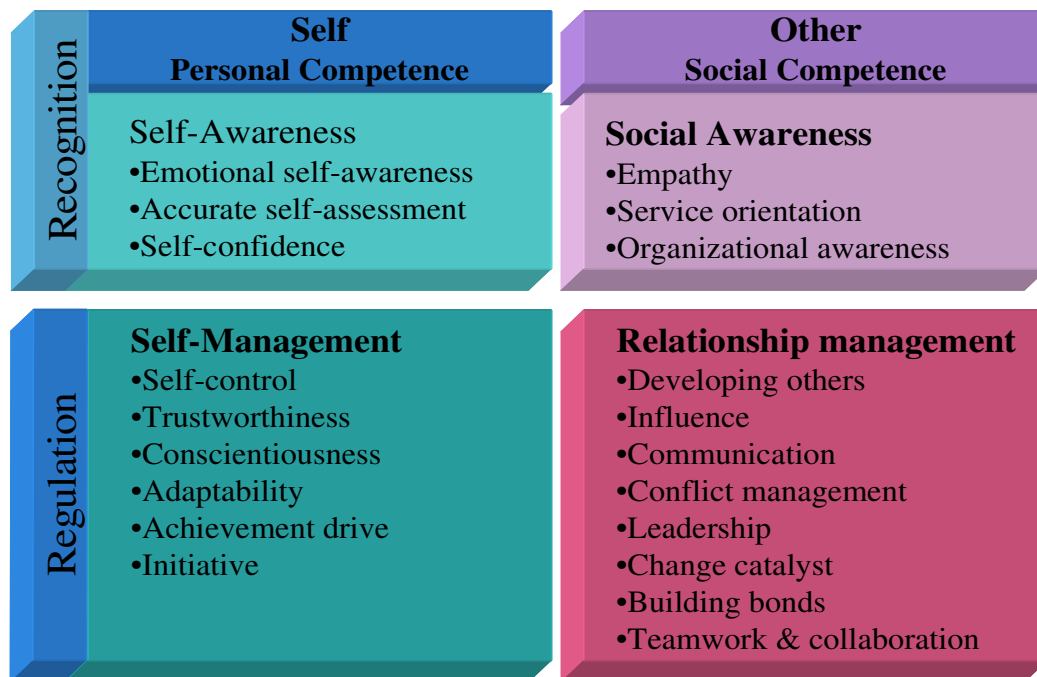 Self
Personal Competence
Other
Social Competence
Recognition
Self-Awareness
•Emotional self-awareness
•Accurate self-assessment
•Self-confidence
Social Awareness
•Empathy
•Service orientation
•Organizational awareness
Regulation
Self-Management
•Self-control
•Trustworthiness
•Conscientiousness
•Adaptability
•Achievement drive
•Initiative
Relationship management
•Developing others
•Influence
•Communication
•Conflict management
•Leadership
•Change catalyst
•Building bonds
•Teamwork & collaboration